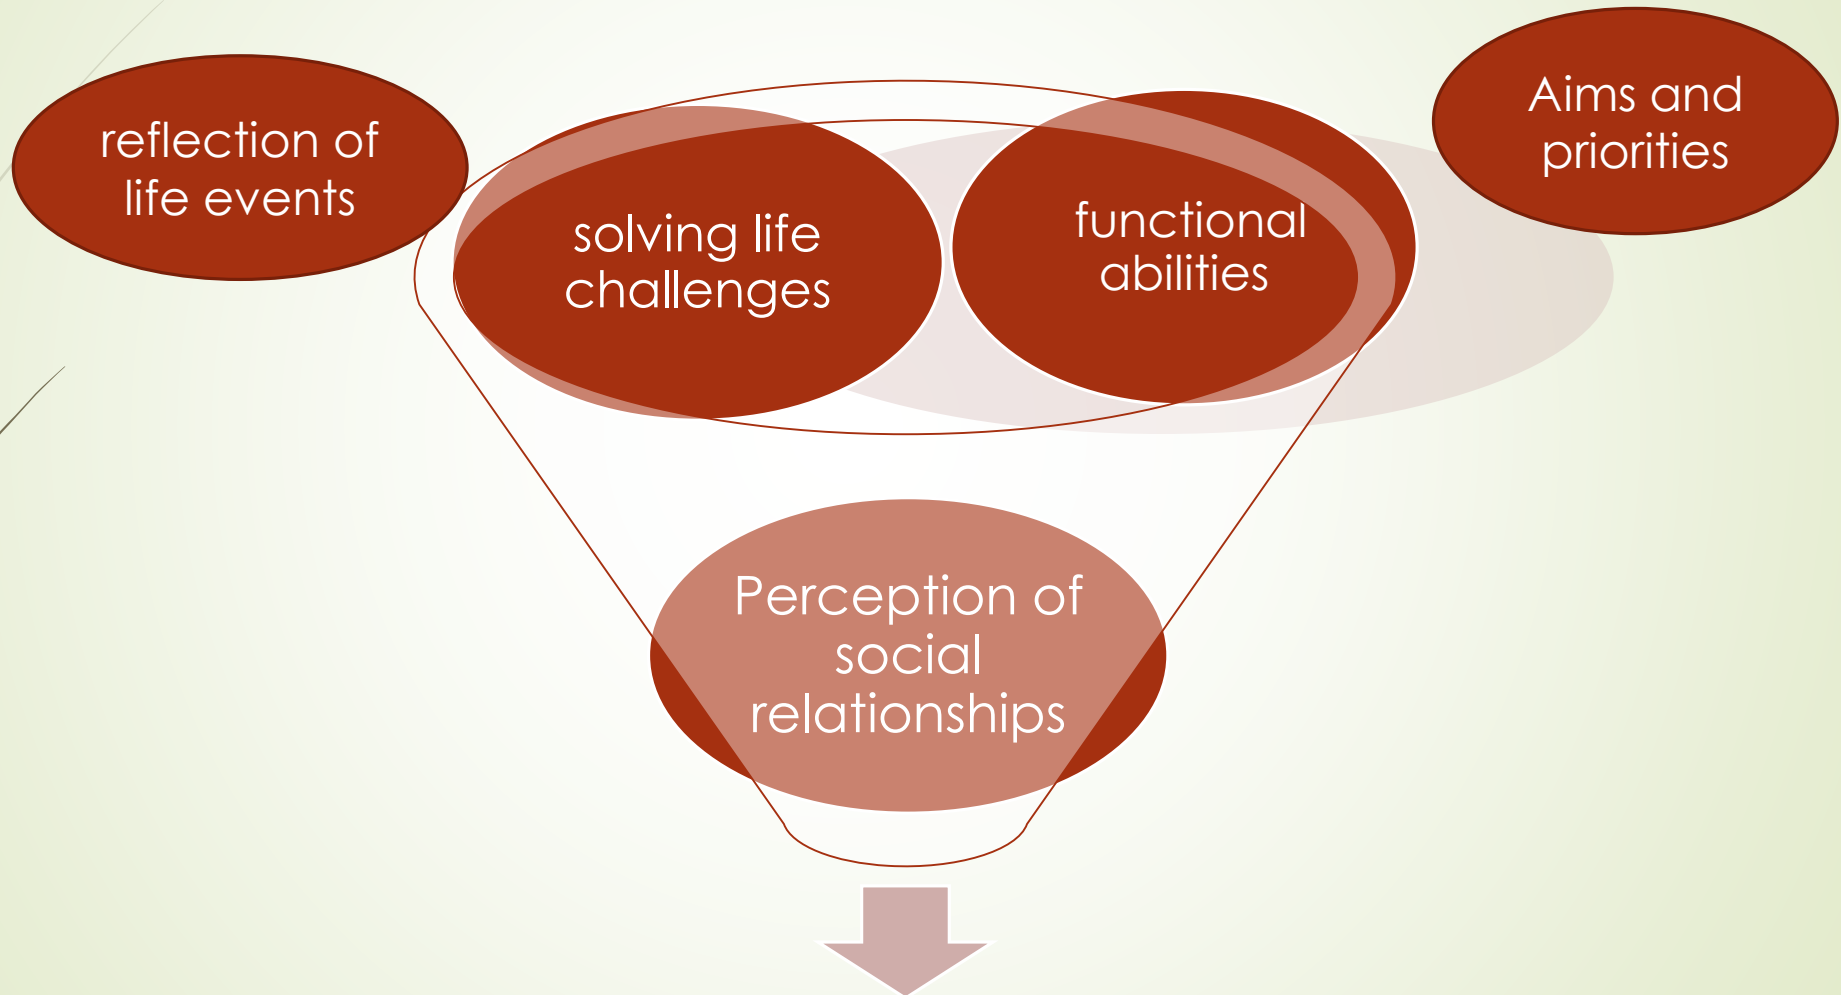 reflection of
life events
solving life
challenges
functional
abilities
Aims and
priorities
Perception of
social
relationships